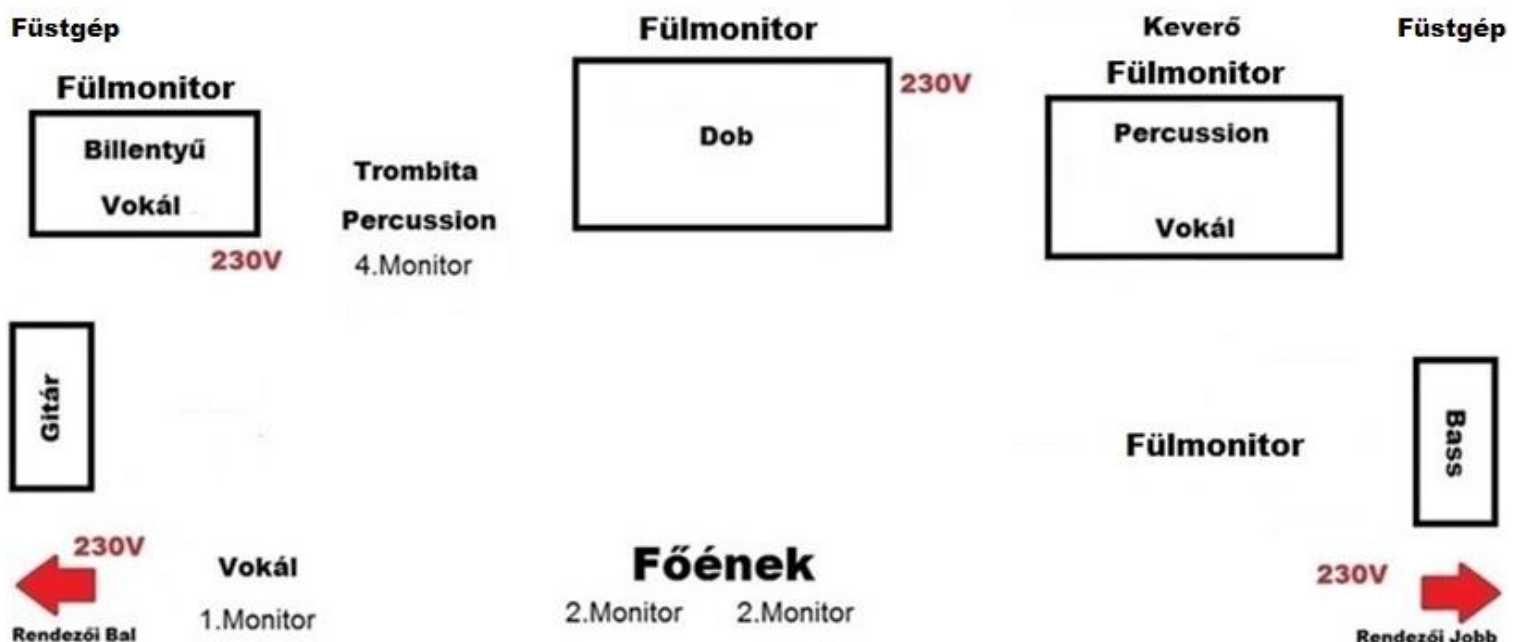 Füstgép
Fülmonitor
Keverő
Füstgép
Fülmonitor
Fülmonitor
230V
Billentyű
Vokál
230V
Trombita
Percussion
4.Monitor
Dob
Percussion
Vokál
Gitár
Fülmonitor
Bass
230V
Vokál
1.Monitor
Főének
2.Monitor 2.Monitor
230V
Rendezői Bal
Rendezői Jobb